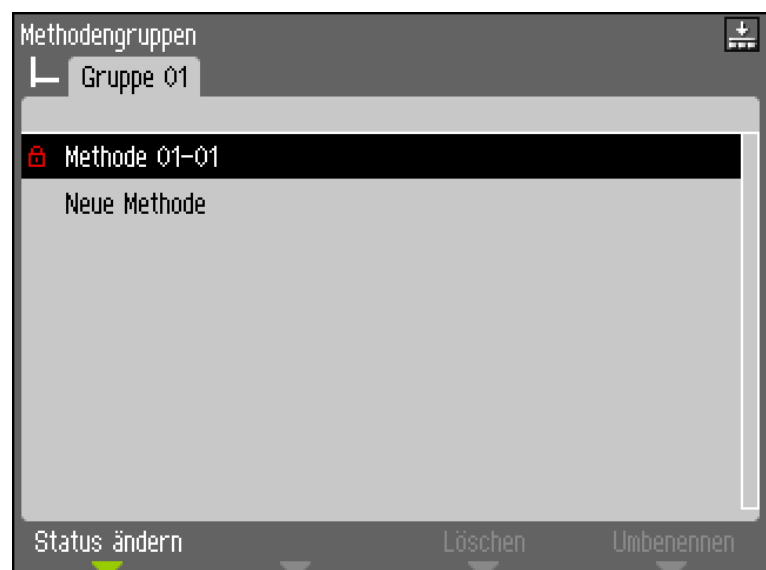 Methodengruppen
Gruppe 01
Methode 01-01
Neue Methode
Status ändern Löschen Umbenennen